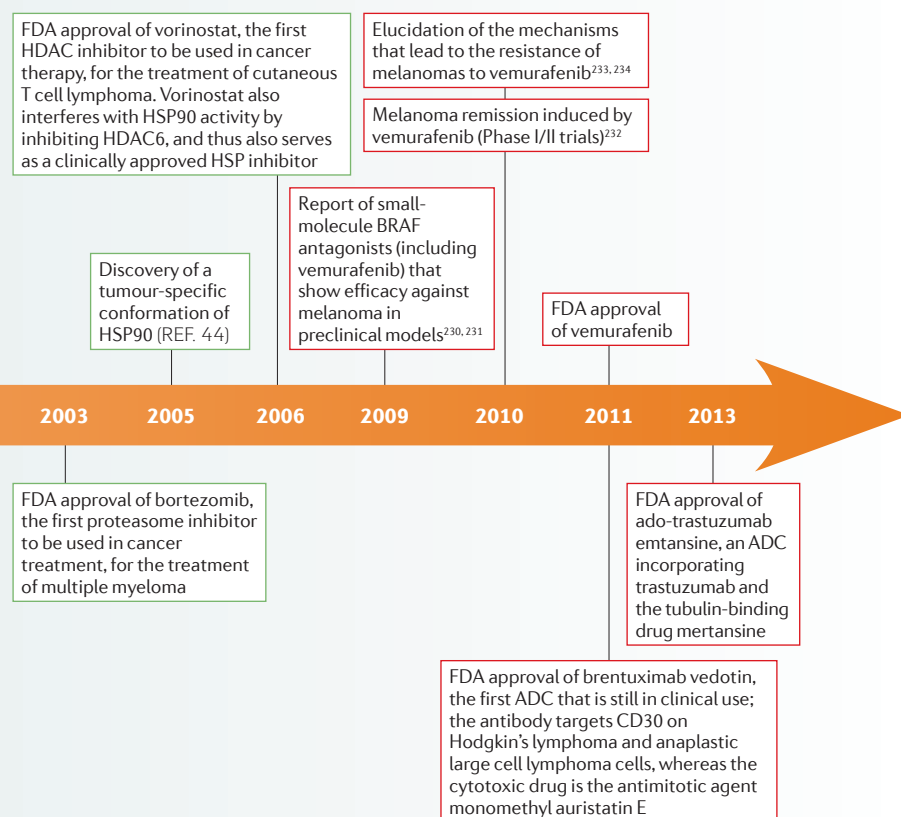 FDA approval of vorinostat, the first
HDAC inhibitor to be used in cancer
therapy, for the treatment of cutaneous
T cell lymphoma. Vorinostat also
interferes with HSP90 activity by
inhibiting HDAC6, and thus also serves
as a clinically approved HSP inhibitor
Elucidation of the mechanisms
that lead to the resistance of
melanomas to vemurafenib233, 234
Melanoma remission induced by
vemurafenib (Phase I/II trials)232
Report of small-
molecule BRAF
antagonists (including
vemurafenib) that
show efficacy against
melanoma in
preclinical models230, 231
Discovery of a
tumour-specific
conformation of
HSP90 (REF. 44)
FDA approval
of vemurafenib
2003 2005 2006 2009 2010 2011 2013
FDA approval of bortezomib,
the first proteasome inhibitor
to be used in cancer
treatment, for the treatment
of multiple myeloma
FDA approval of
ado-trastuzumab
emtansine, an ADC
incorporating
trastuzumab and
the tubulin-binding
drug mertansine
FDA approval of brentuximab vedotin,
the first ADC that is still in clinical use;
the antibody targets CD30 on
Hodgkin's lymphoma and anaplastic
large cell lymphoma cells, whereas the
cytotoxic drug is the antimitotic agent
monomethyl auristatin E